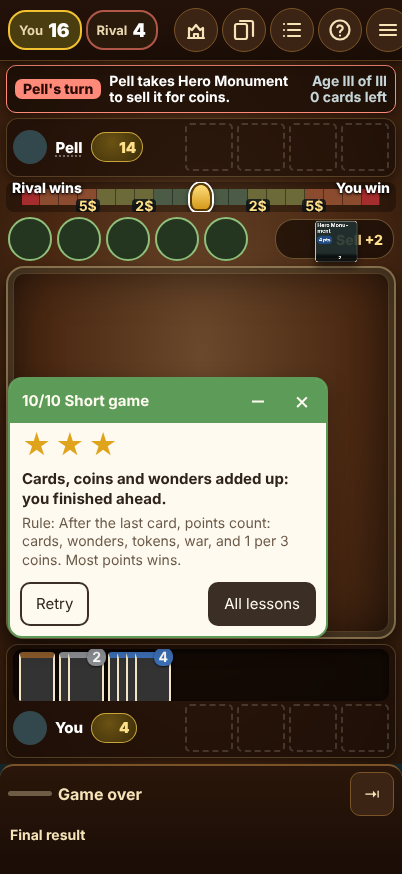 You 16
Rival 4
Pell's turn
Pell takes Hero Monument
to sell it for coins.
Age III of III
0 cards left
Pell
14
Rival wins
You win
5$ 2$ 2$ 5$
Hero Monu-
ment
4 pts
2
Sell +2
10/10 Short game
Cards, coins and wonders added up:
you finished ahead.
Rule: After the last card, points count:
cards, wonders, tokens, war, and 1 per 3
coins. Most points wins.
Retry
All lessons
2
4
You
4
Game over
Final result